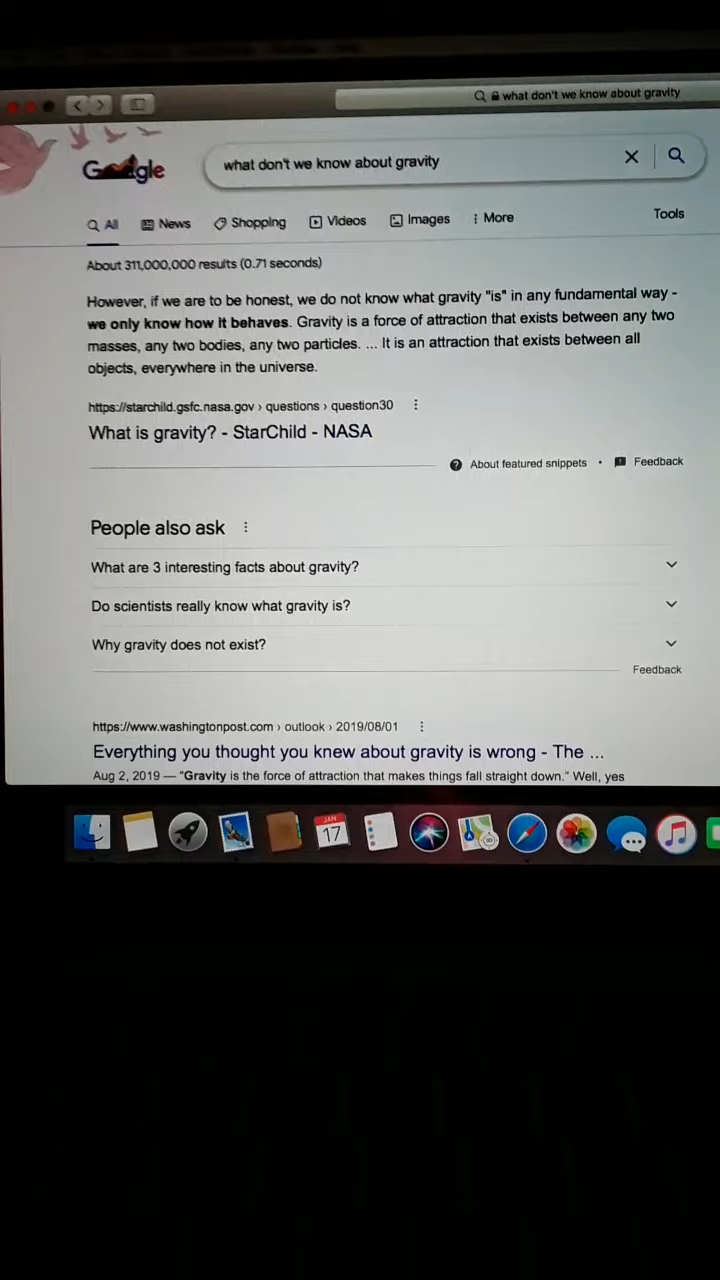 what don't we know about gravity
Google
what don't we know about gravity
All News Shopping Videos Images More Tools
About 311,000,000 results (0.71 seconds)
However, if we are to be honest, we do not know what gravity "is" in any fundamental way -
we only know how it behaves. Gravity is a force of attraction that exists between any two
masses, any two bodies, any two particles. ... It is an attraction that exists between all
objects, everywhere in the universe.
https://starchild.gsfc.nasa.gov › questions › question30
What is gravity? - StarChild - NASA
About featured snippets • Feedback
People also ask
What are 3 interesting facts about gravity?
Do scientists really know what gravity is?
Why gravity does not exist?
Feedback
https://www.washingtonpost.com › outlook › 2019/08/01
Everything you thought you knew about gravity is wrong - The ...
Aug 2, 2019 — "Gravity is the force of attraction that makes things fall straight down." Well, yes
JAN
17